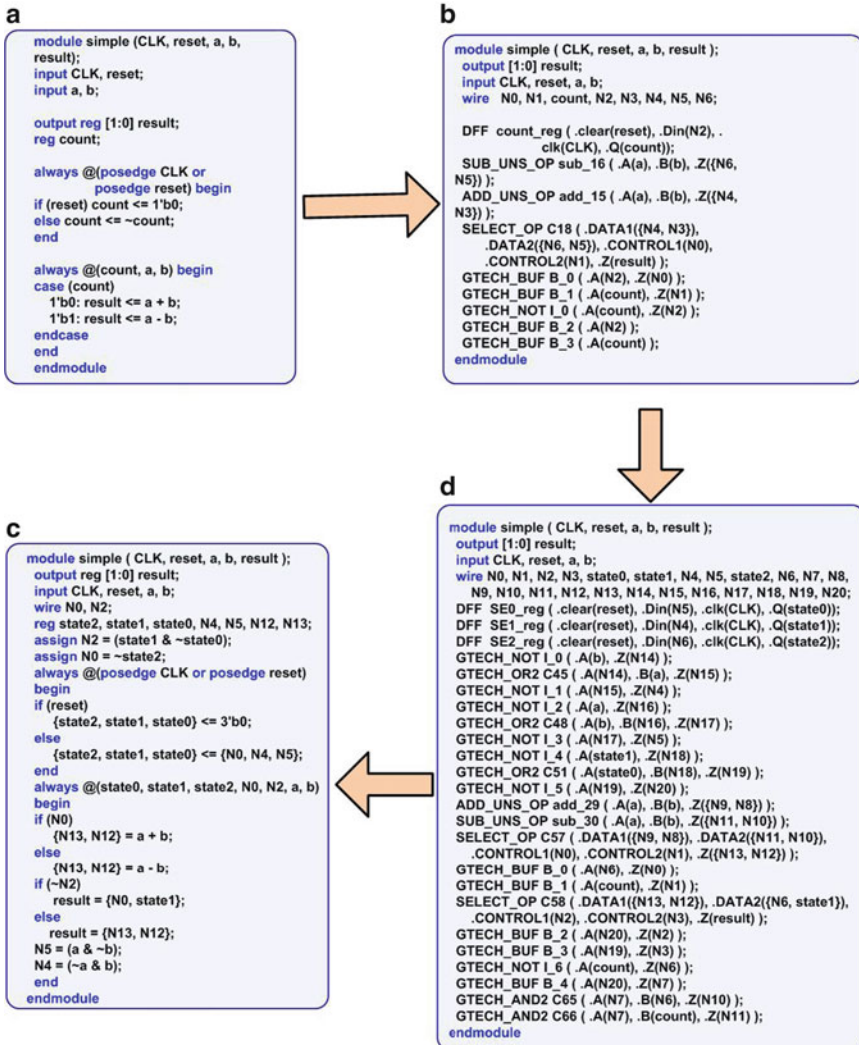 a
module simple (CLK, reset, a, b,
result);
input CLK, reset;
input a, b;
output reg [1:0] result;
reg count;
always @(posedge CLK or
posedge reset) begin
if (reset) count <= 1'b0;
else count <= ~count;
end
always @(count, a, b) begin
case (count)
1'b0: result <= a + b;
1'b1: result <= a - b;
endcase
end
endmodule
b
module simple ( CLK, reset, a, b, result );
output [1:0] result;
input CLK, reset, a, b;
wire N0, N1, count, N2, N3, N4, N5, N6;
DFF count_reg ( .clear(reset), .Din(N2), .
clk(CLK), .Q(count));
SUB_UNS_OP sub_16 ( .A(a), .B(b), .Z({N6,
N5}) );
ADD_UNS_OP add_15 ( .A(a), .B(b), .Z({N4,
N3}) );
SELECT_OP C18 ( .DATA1({N4, N3}),
.DATA2({N6, N5}), .CONTROL1(N0),
.CONTROL2(N1), .Z(result) );
GTECH_BUF B_0 ( .A(N2), .Z(N0) );
GTECH_BUF B_1 ( .A(count), .Z(N1) );
GTECH_NOT I_0 ( .A(count), .Z(N2) );
GTECH_BUF B_2 ( .A(N2) );
GTECH_BUF B_3 ( .A(count) );
endmodule
c
module simple ( CLK, reset, a, b, result );
output reg [1:0] result;
input CLK, reset, a, b;
wire N0, N2;
reg state2, state1, state0, N4, N5, N12, N13;
assign N2 = (state1 & ~state0);
assign N0 = ~state2;
always @(posedge CLK or posedge reset)
begin
if (reset)
{state2, state1, state0} <= 3'b0;
else
{state2, state1, state0} <= {N0, N4, N5};
end
always @(state0, state1, state2, N0, N2, a, b)
begin
if (N0)
{N13, N12} = a + b;
else
{N13, N12} = a - b;
if (~N2)
result = {N0, state1};
else
result = {N13, N12};
N5 = (a & ~b);
N4 = (~a & b);
end
endmodule
d
module simple ( CLK, reset, a, b, result );
output [1:0] result;
input CLK, reset, a, b;
wire N0, N1, N2, N3, state0, state1, N4, N5, state2, N6, N7, N8,
N9, N10, N11, N12, N13, N14, N15, N16, N17, N18, N19, N20;
DFF SE0_reg ( .clear(reset), .Din(N5), .clk(CLK), .Q(state0));
DFF SE1_reg ( .clear(reset), .Din(N4), .clk(CLK), .Q(state1));
DFF SE2_reg ( .clear(reset), .Din(N6), .clk(CLK), .Q(state2));
GTECH_NOT I_0 ( .A(b), .Z(N14) );
GTECH_OR2 C45 ( .A(N14), .B(a), .Z(N15) );
GTECH_NOT I_1 ( .A(N15), .Z(N4) );
GTECH_NOT I_2 ( .A(a), .Z(N16) );
GTECH_OR2 C48 ( .A(b), .B(N16), .Z(N17) );
GTECH_NOT I_3 ( .A(N17), .Z(N5) );
GTECH_NOT I_4 ( .A(state1), .Z(N18) );
GTECH_OR2 C51 ( .A(state0), .B(N18), .Z(N19) );
GTECH_NOT I_5 ( .A(N19), .Z(N20) );
ADD_UNS_OP add_29 ( .A(a), .B(b), .Z({N9, N8}) );
SUB_UNS_OP sub_30 ( .A(a), .B(b), .Z({N11, N10}) );
SELECT_OP C57 ( .DATA1({N9, N8}), .DATA2({N11, N10}),
.CONTROL1(N0), .CONTROL2(N1), .Z({N13, N12}) );
GTECH_BUF B_0 ( .A(N6), .Z(N0) );
GTECH_BUF B_1 ( .A(count), .Z(N1) );
SELECT_OP C58 ( .DATA1({N13, N12}), .DATA2({N6, state1}),
.CONTROL1(N2), .CONTROL2(N3), .Z(result) );
GTECH_BUF B_2 ( .A(N20), .Z(N2) );
GTECH_BUF B_3 ( .A(N19), .Z(N3) );
GTECH_NOT I_6 ( .A(count), .Z(N6) );
GTECH_BUF B_4 ( .A(N20), .Z(N7) );
GTECH_AND2 C65 ( .A(N7), .B(N6), .Z(N10) );
GTECH_AND2 C66 ( .A(N7), .B(count), .Z(N11) );
endmodule